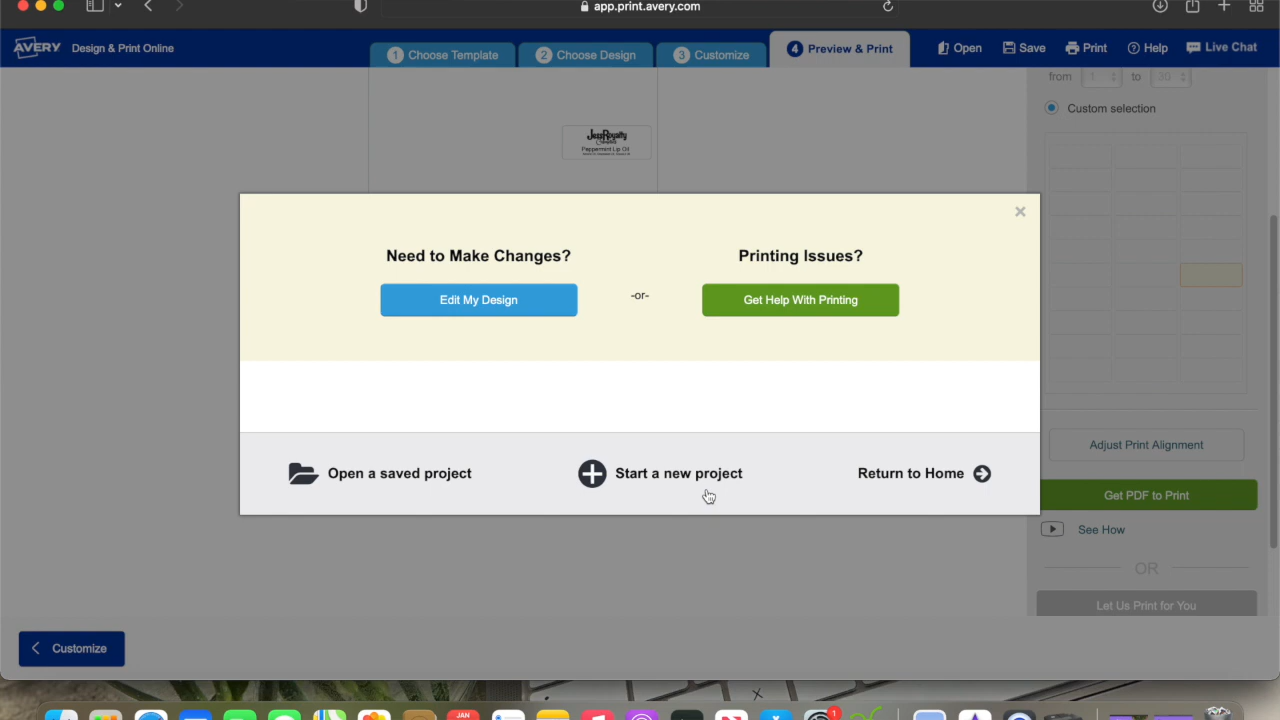 app.print.avery.com
AVERY
Design & Print Online
1 Choose Template
2 Choose Design
3 Customize
4 Preview & Print
Open
Save
Print
Help
Live Chat
from 1 to 30
Custom selection
Peppermint Lip Oil
Need to Make Changes?
Edit My Design
-or-
Printing Issues?
Get Help With Printing
Open a saved project
Start a new project
Return to Home
Adjust Print Alignment
Get PDF to Print
See How
OR
Let Us Print for You
Customize
JAN
1